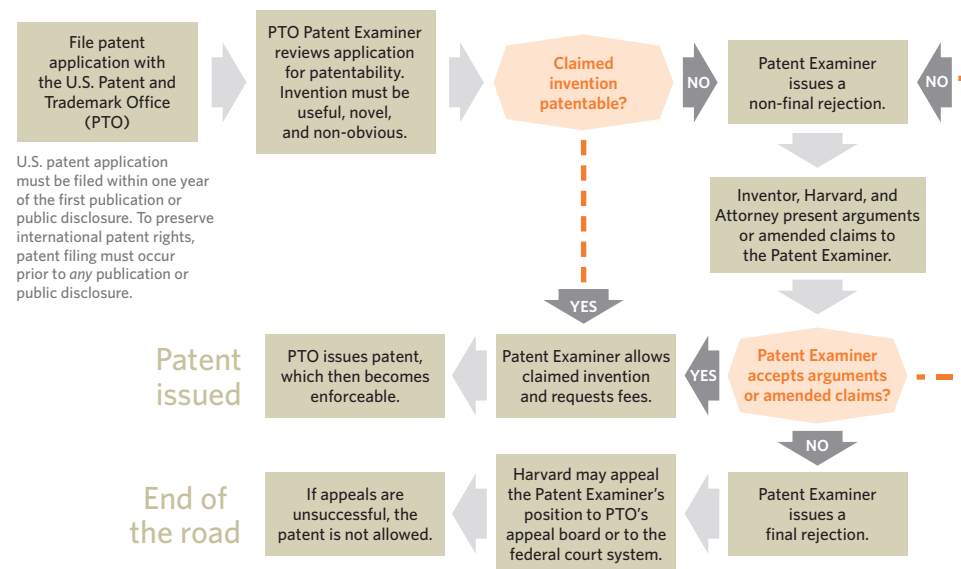 File patent
application with
the U.S. Patent and
Trademark Office
(PTO)
U.S. patent application
must be filed within one year
of the first publication or
public disclosure. To preserve
international patent rights,
patent filing must occur
prior to any publication or
public disclosure.
PTO Patent Examiner
reviews application
for patentability.
Invention must be
useful, novel,
and non-obvious.
Claimed
invention
patentable?
NO
Patent Examiner
issues a
non-final rejection.
NO
Inventor, Harvard, and
Attorney present arguments
or amended claims to
the Patent Examiner.
YES
Patent Examiner
accepts arguments
or amended claims?
YES
Patent Examiner allows
claimed invention
and requests fees.
PTO issues patent,
which then becomes
enforceable.
Patent
issued
NO
Patent Examiner
issues a
final rejection.
Harvard may appeal
the Patent Examiner’s
position to PTO’s
appeal board or to the
federal court system.
If appeals are
unsuccessful, the
patent is not allowed.
End of
the road